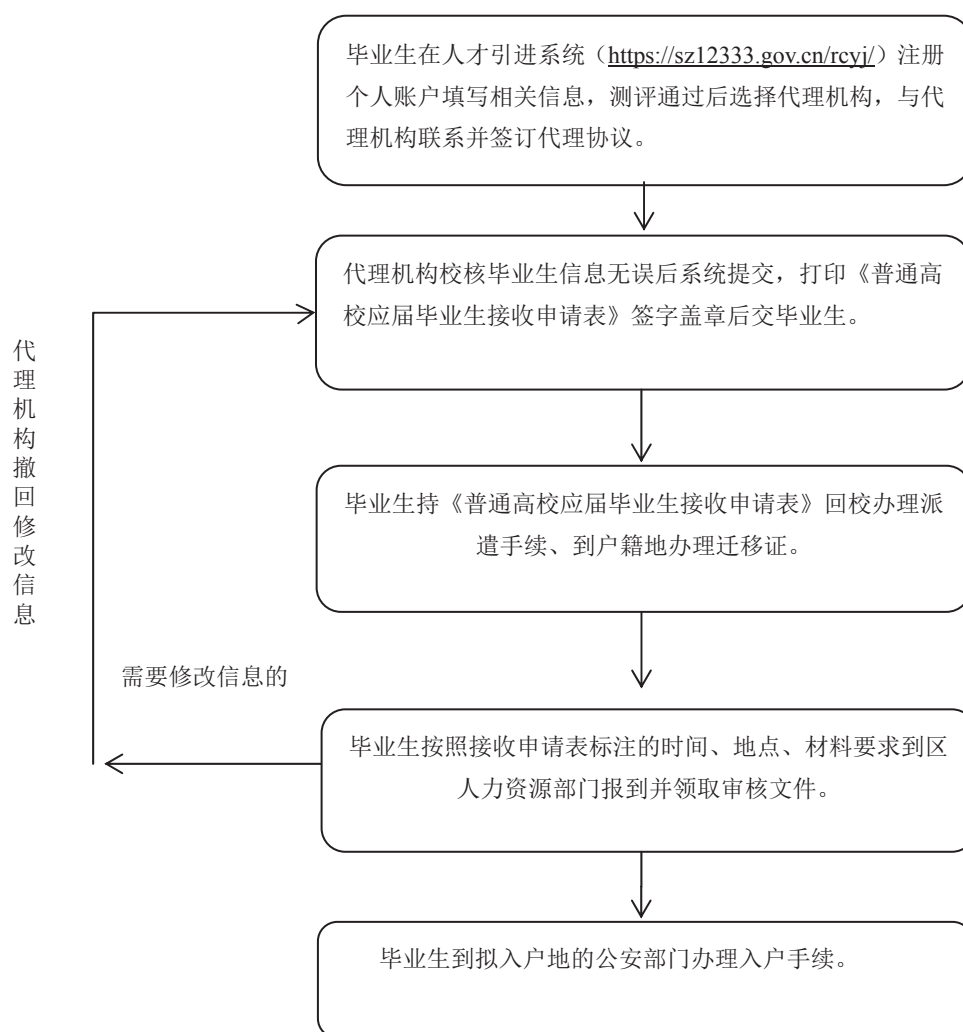 毕业生在人才引进系统（https://sz12333.gov.cn/rcyj/）注册
个人账户填写相关信息，测评通过后选择代理机构，与代
理机构联系并签订代理协议。
代理机构校核毕业生信息无误后系统提交，打印《普通高
校应届毕业生接收申请表》签字盖章后交毕业生。
代理机构撤回修改信息
毕业生持《普通高校应届毕业生接收申请表》回校办理派
遣手续、到户籍地办理迁移证。
需要修改信息的
毕业生按照接收申请表标注的时间、地点、材料要求到区
人力资源部门报到并领取审核文件。
毕业生到拟入户地的公安部门办理入户手续。